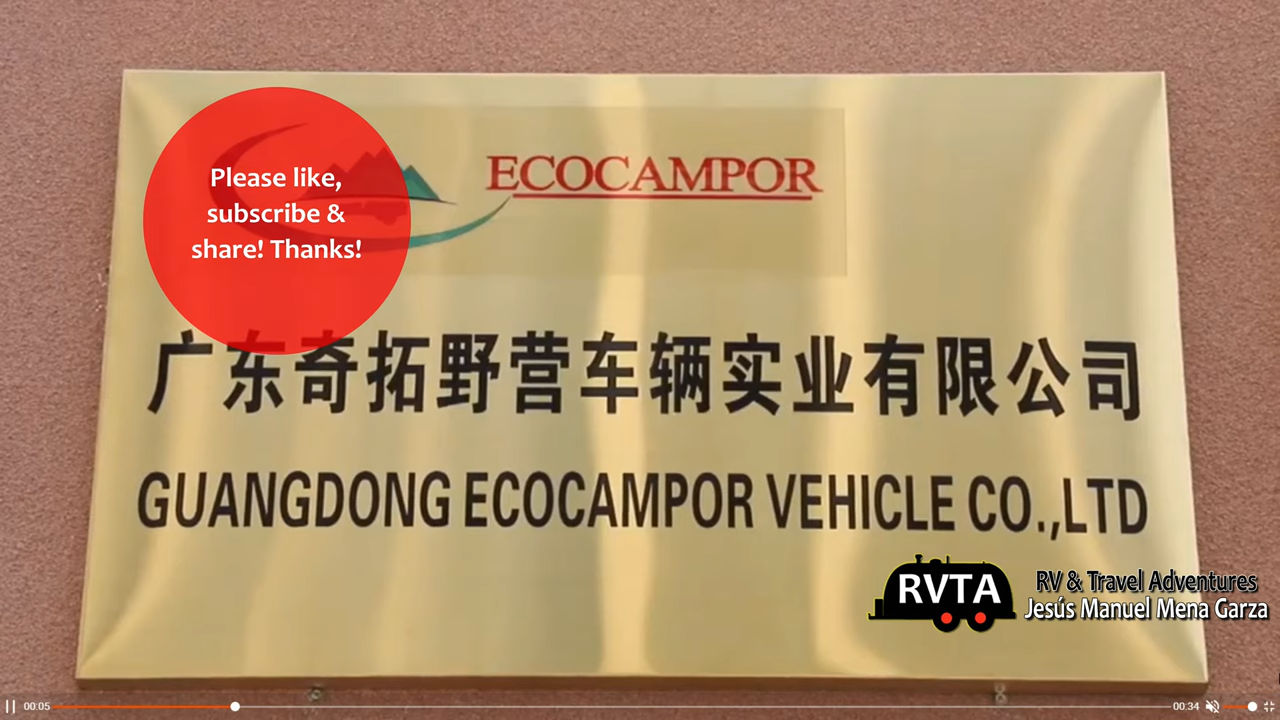 Please like,
subscribe &
share! Thanks!
ECOCAMPOR
广东奇拓野营车辆实业有限公司
GUANGDONG ECOCAMPOR VEHICLE CO.,LTD
RVTA
RV & Travel Adventures
Jesús Manuel Mena Garza
00:05
00:34